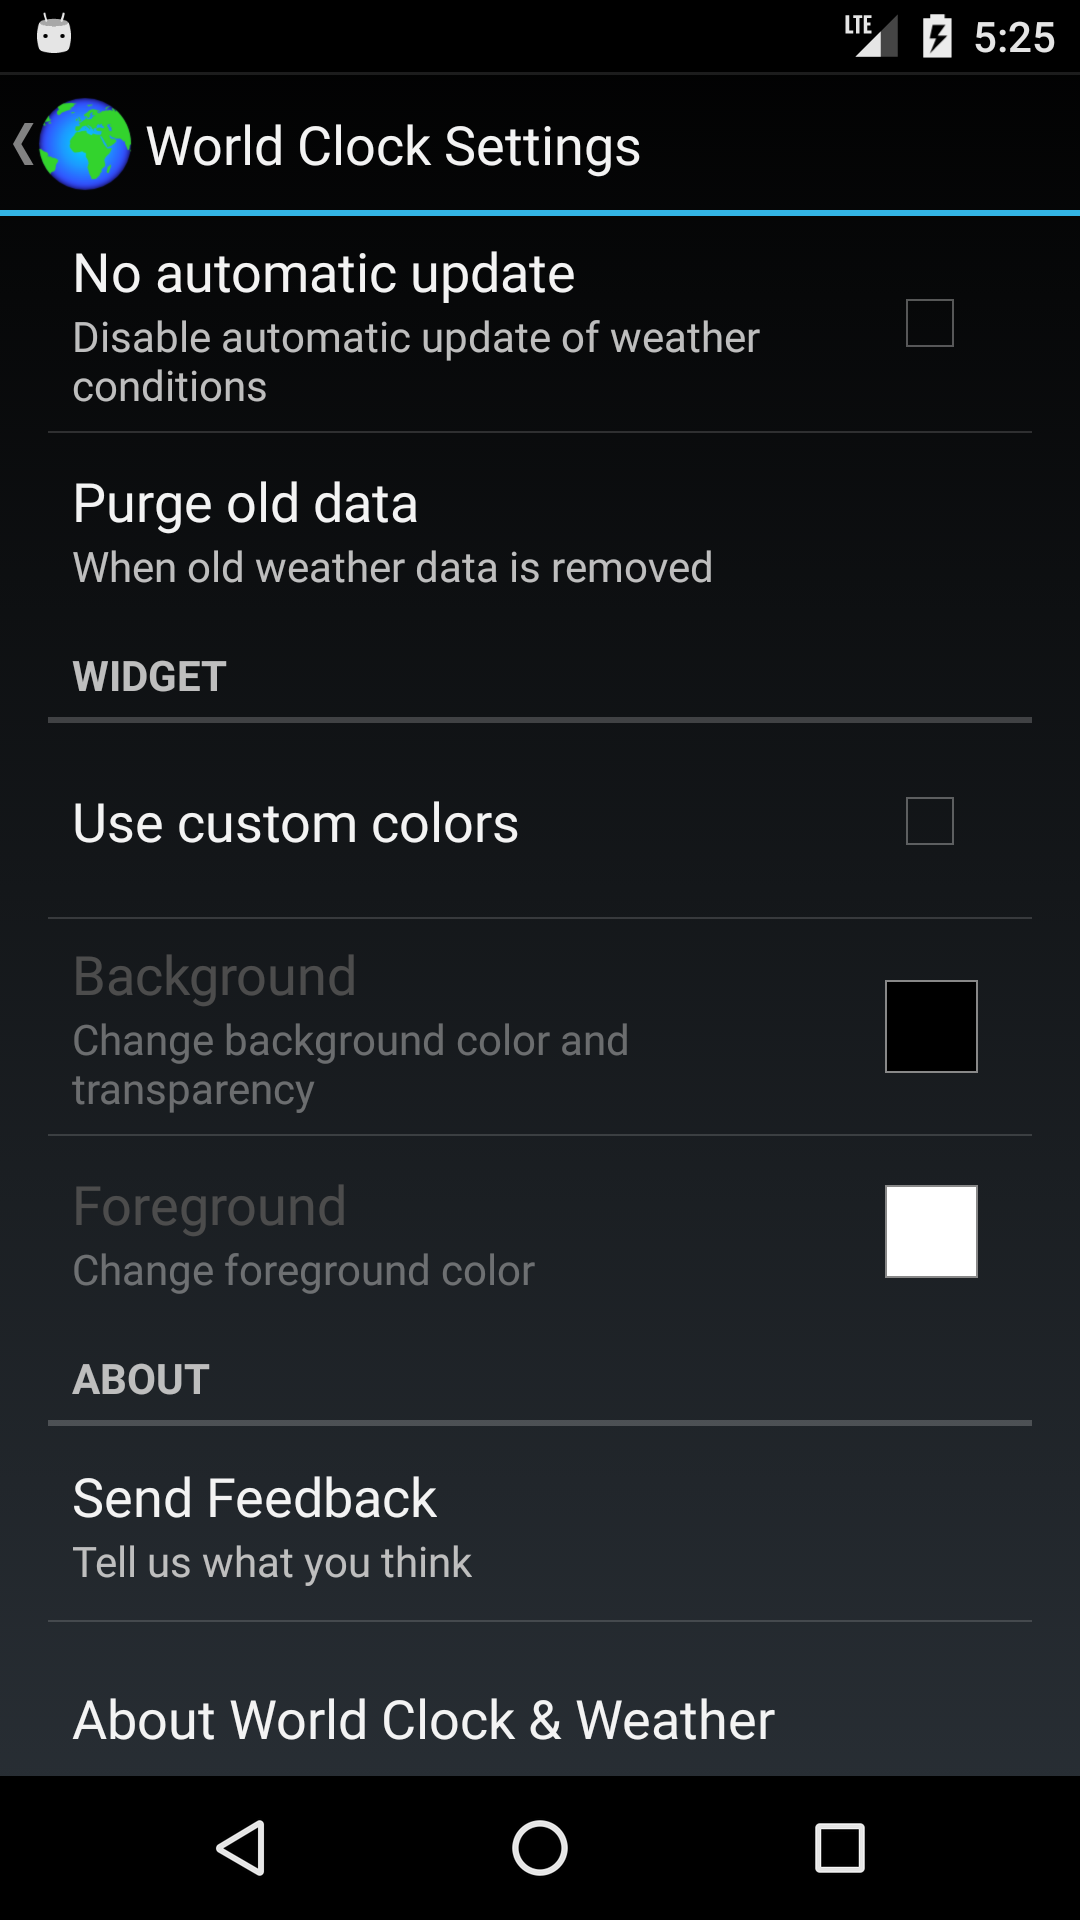 LTE 5:25
World Clock Settings
No automatic update
Disable automatic update of weather
conditions
Purge old data
When old weather data is removed
WIDGET
Use custom colors
Background
Change background color and
transparency
Foreground
Change foreground color
ABOUT
Send Feedback
Tell us what you think
About World Clock & Weather